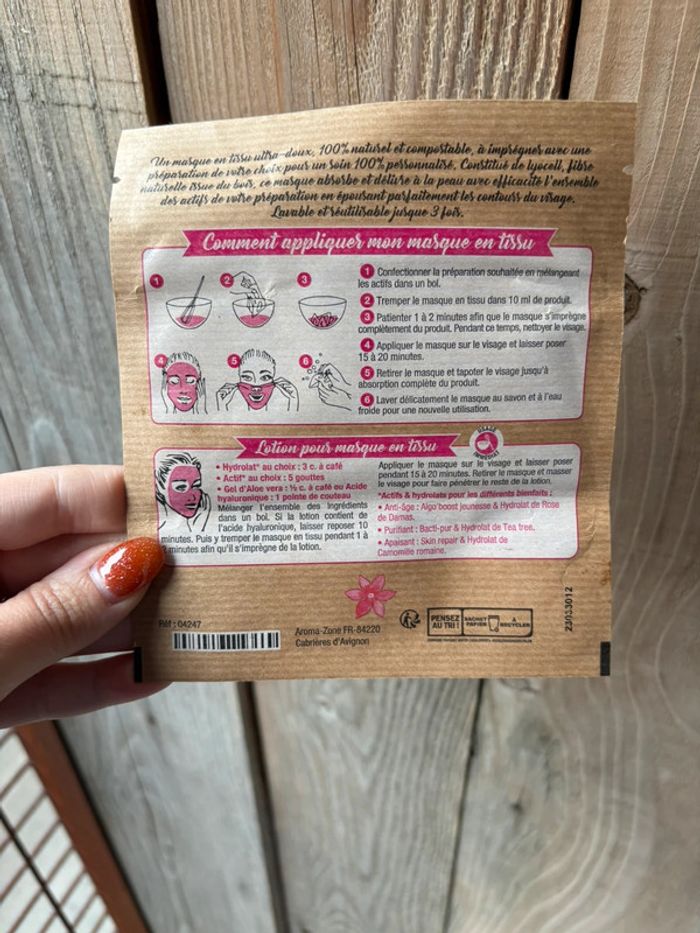 Un masque en tissu ultra-doux, 100% naturel et compostable, à imprégner avec une
préparation de votre choix pour un soin 100% personnalisé. Constitué de lyocell, fibre
naturelle issue du bois, ce masque absorbe et délivre à la peau avec efficacité l'ensemble
des actifs de votre préparation en épousant parfaitement les contours du visage.
Lavable et réutilisable jusque 3 fois.
Comment appliquer mon masque en tissu
1
2
3
4
5
6
1 Confectionner la préparation souhaitée en mélangeant
les actifs dans un bol.
2 Tremper le masque en tissu dans 10 ml de produit.
3 Patienter 1 à 2 minutes afin que le masque s'imprègne
complètement du produit. Pendant ce temps, nettoyer le visage.
4 Appliquer le masque sur le visage et laisser poser
15 à 20 minutes.
5 Retirer le masque et tapoter le visage jusqu'à
absorption complète du produit.
6 Laver délicatement le masque au savon et à l'eau
froide pour une nouvelle utilisation.
Lotion pour masque en tissu
USAGE
IMMÉDIAT
• Hydrolat* au choix : 3 c. à café
• Actif* au choix : 5 gouttes
• Gel d'Aloe vera : ½ c. à café ou Acide
hyaluronique : 1 pointe de couteau
Mélanger l'ensemble des ingrédients
dans un bol. Si la lotion contient de
l'acide hyaluronique, laisser reposer 10
minutes. Puis y tremper le masque en tissu pendant 1 à
minutes afin qu'il s'imprègne de la lotion.
Appliquer le masque sur le visage et laisser poser
pendant 15 à 20 minutes. Retirer le masque et masser
le visage pour faire pénétrer le reste de la lotion.
*Actifs & hydrolats pour les différents bienfaits :
• Anti-âge : Algo'boost jeunesse & Hydrolat de Rose
de Damas.
• Purifiant : Bacti-pur & Hydrolat de Tea tree.
• Apaisant : Skin repair & Hydrolat de
Camomille romaine.
Réf : 04247
Aroma-Zone FR-84220
Cabrières d'Avignon
PENSEZ
AU TRI !
SACHET
PAPIER
À
RECYCLER
23033012